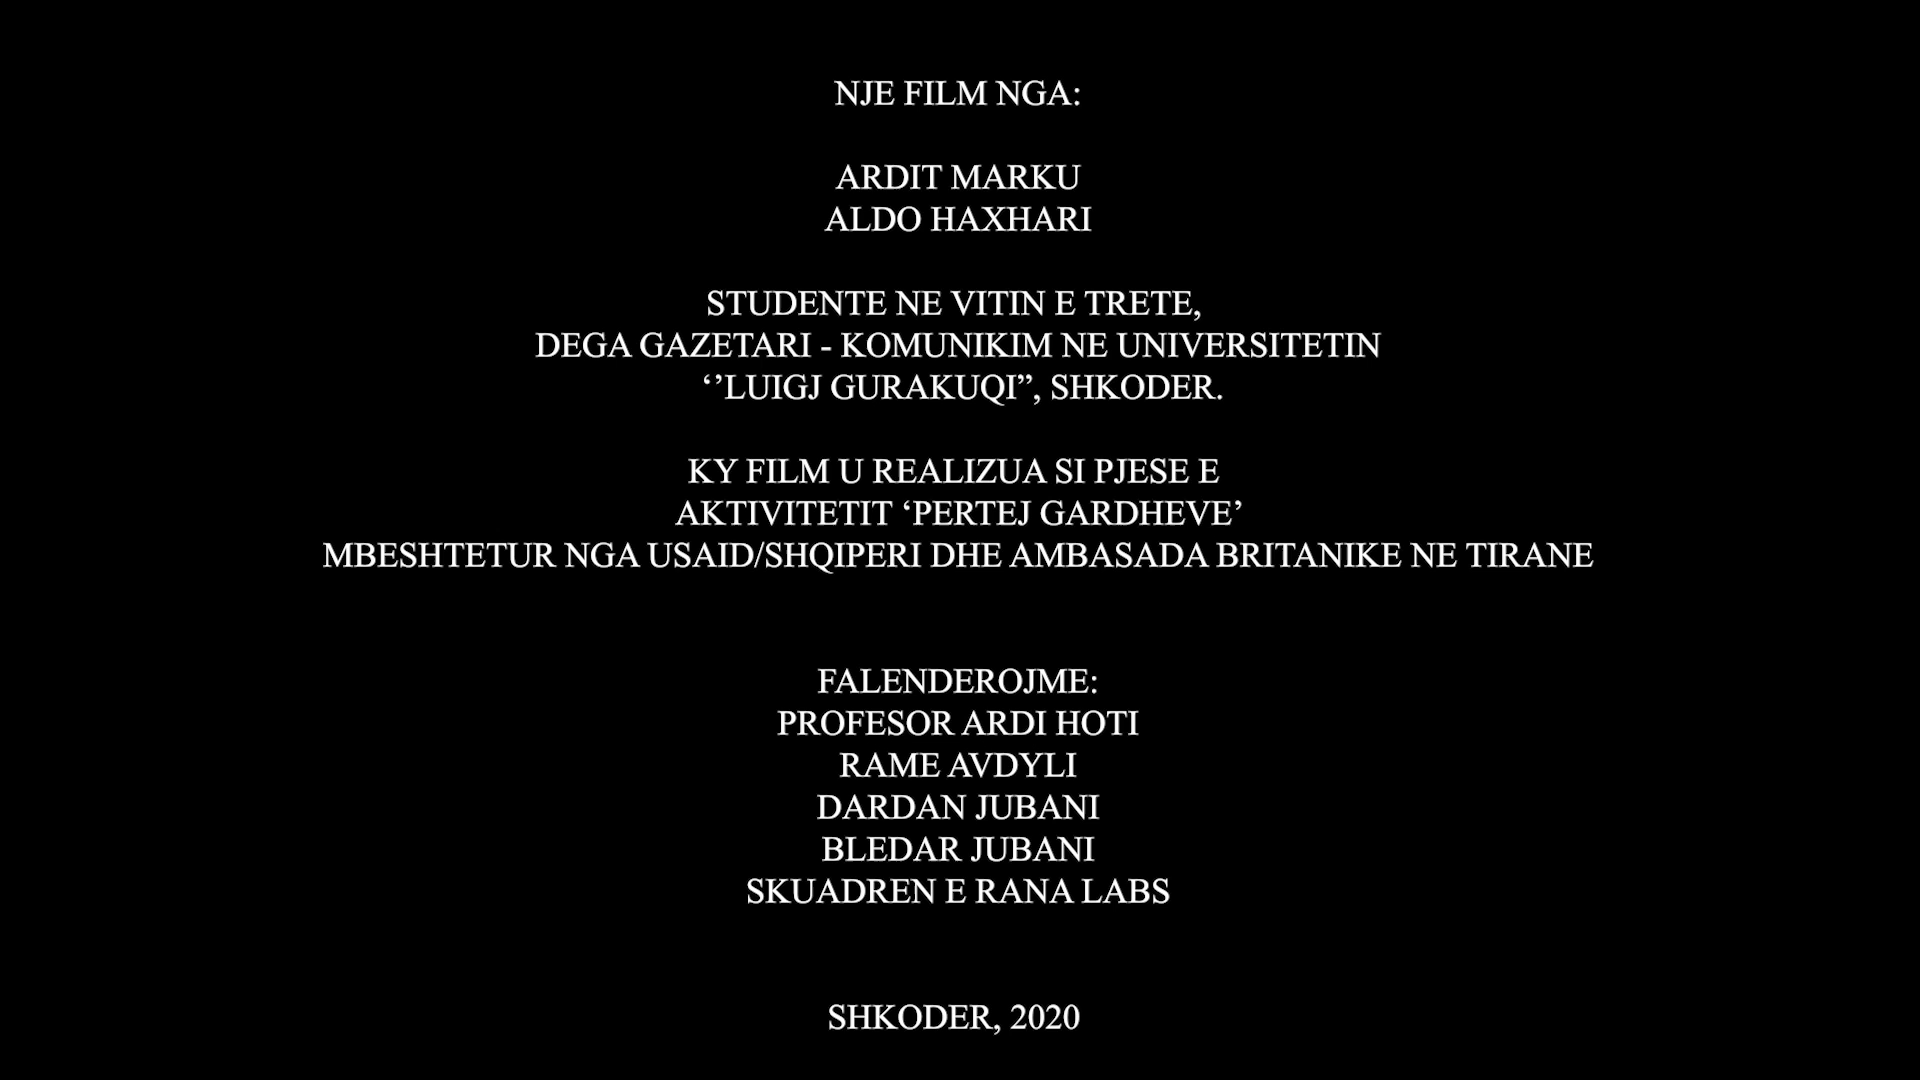 NJE FILM NGA:
ARDIT MARKU
ALDO HAXHARI
STUDENTE NE VITIN E TRETE,
DEGA GAZETARI - KOMUNIKIM NE UNIVERSITETIN
‘’LUIGJ GURAKUQI”, SHKODER.
KY FILM U REALIZUA SI PJESE E
AKTIVITETIT ‘PERTEJ GARDHEVE’
MBESHTETUR NGA USAID/SHQIPERI DHE AMBASADA BRITANIKE NE TIRANE
FALENDEROJME:
PROFESOR ARDI HOTI
RAME AVDYLI
DARDAN JUBANI
BLEDAR JUBANI
SKUADREN E RANA LABS
SHKODER, 2020